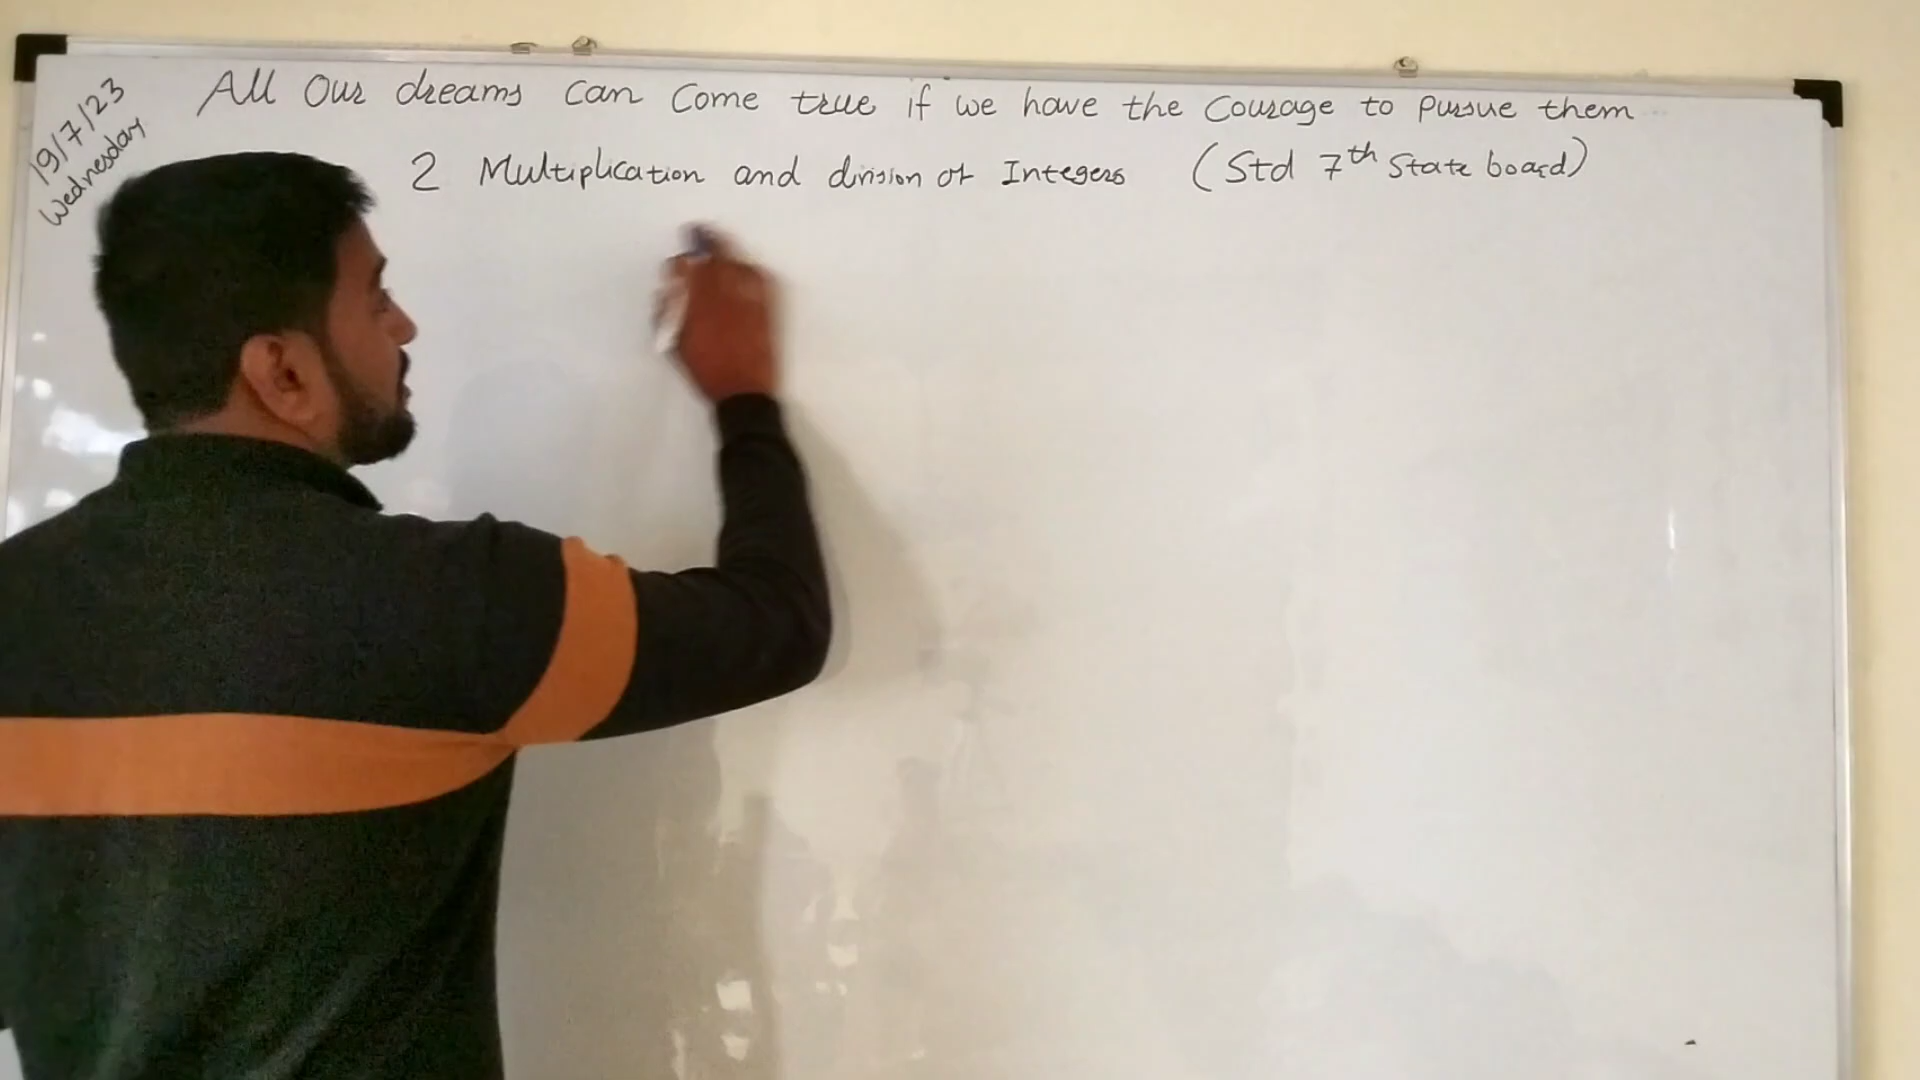 19/7/23
Wednesday
All our dreams can come true if we have the courage to pursue them
2 Multiplication and division of Integers (Std 7th State board)